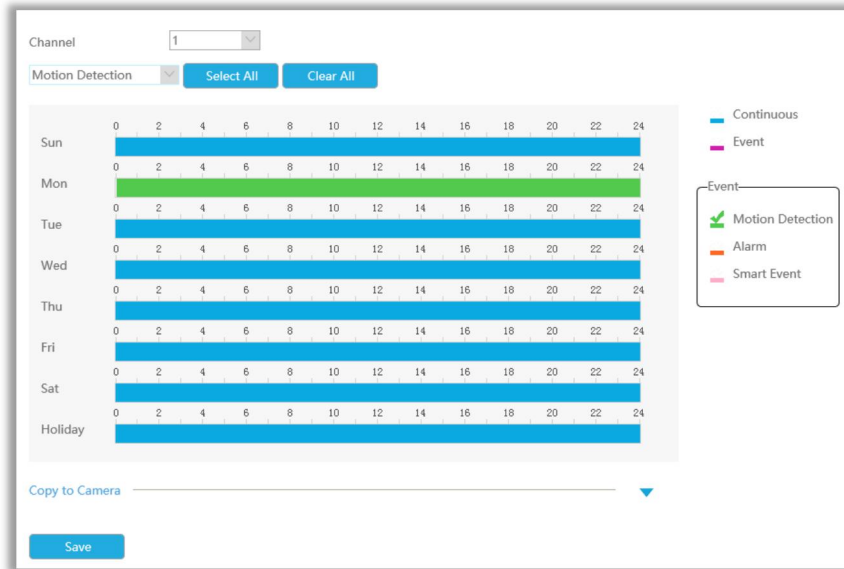 Channel 1
Motion Detection Select All Clear All
0 2 4 6 8 10 12 14 16 18 20 22 24
Sun
0 2 4 6 8 10 12 14 16 18 20 22 24
Mon
0 2 4 6 8 10 12 14 16 18 20 22 24
Tue
0 2 4 6 8 10 12 14 16 18 20 22 24
Wed
0 2 4 6 8 10 12 14 16 18 20 22 24
Thu
0 2 4 6 8 10 12 14 16 18 20 22 24
Fri
0 2 4 6 8 10 12 14 16 18 20 22 24
Sat
0 2 4 6 8 10 12 14 16 18 20 22 24
Holiday
Continuous
Event
Event
Motion Detection
Alarm
Smart Event
Copy to Camera
Save